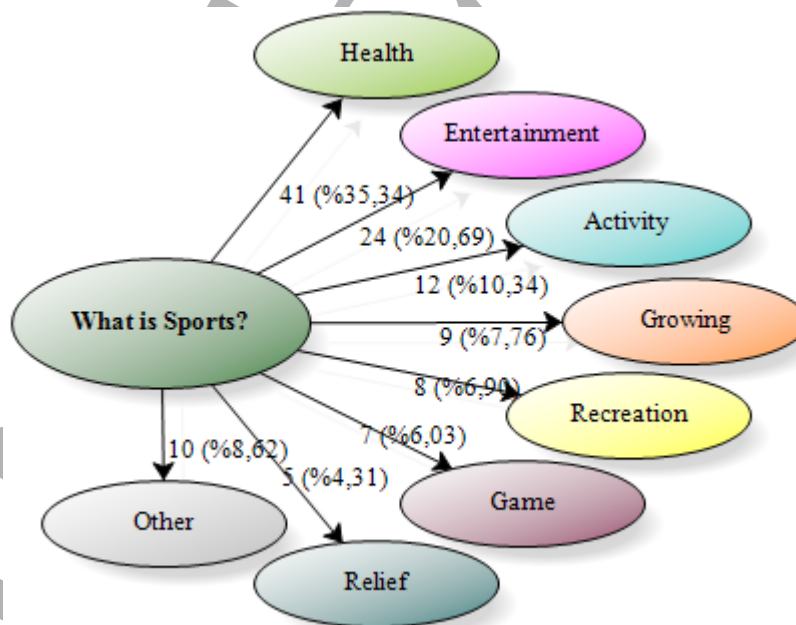 Health
Entertainment
41 (%35,34)
24 (%20,69)
Activity
12 (%10,34)
What is Sports?
Growing
9 (%7,76)
8 (%6,90)
Recreation
7 (%6,03)
10 (%8,62)
5 (%4,31)
Game
Other
Relief